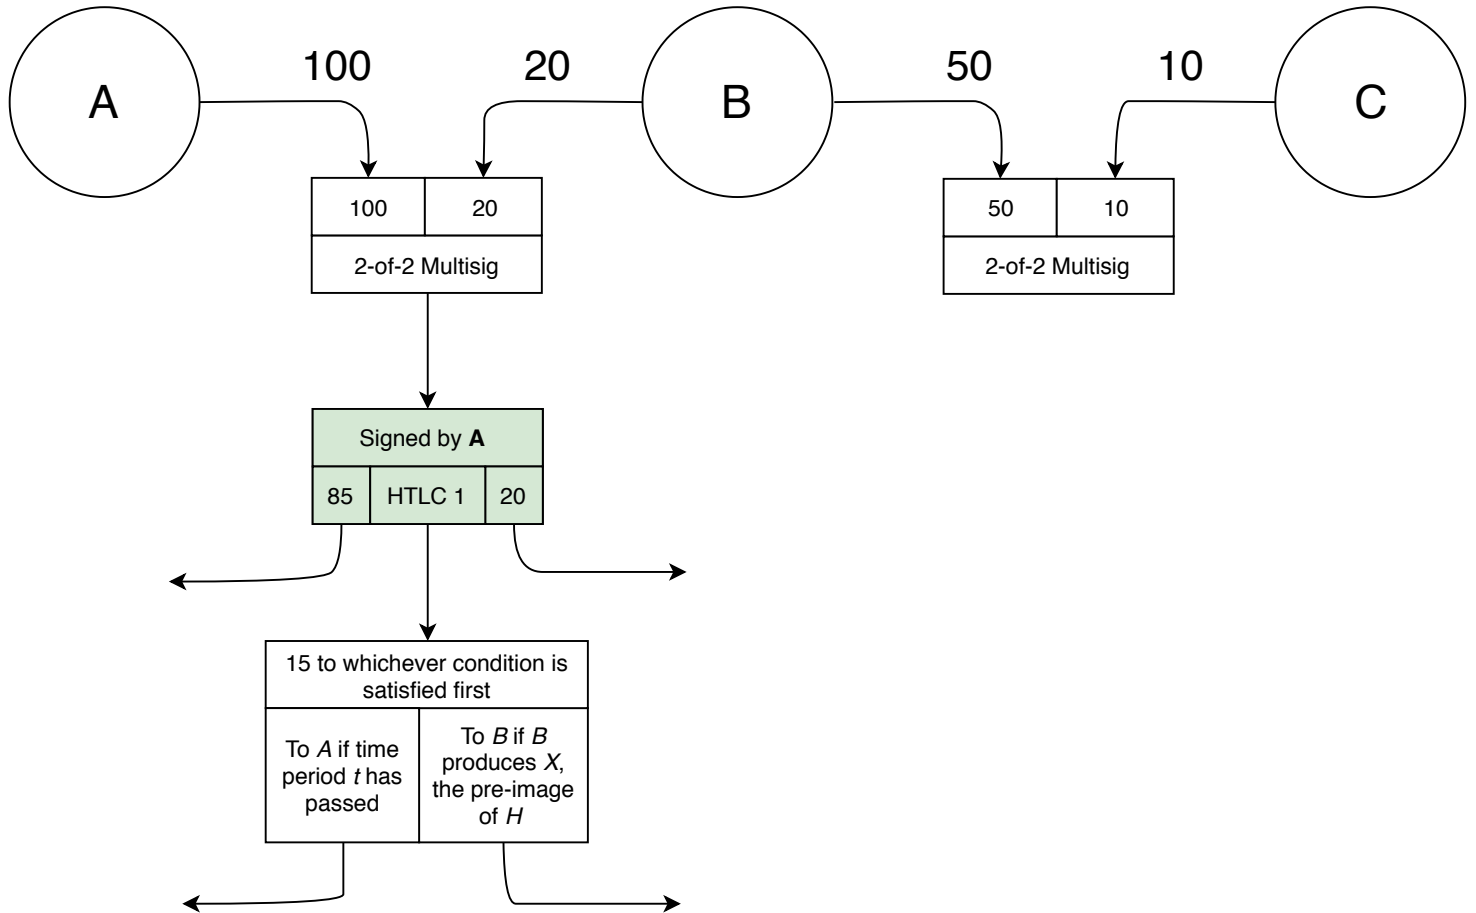 100
20
50
10
A
B
C
100
20
2-of-2 Multisig
50
10
2-of-2 Multisig
Signed by A
85
HTLC 1
20
15 to whichever condition is
satisfied first
To A if time
period t has
passed
To B if B
produces X,
the pre-image
of H